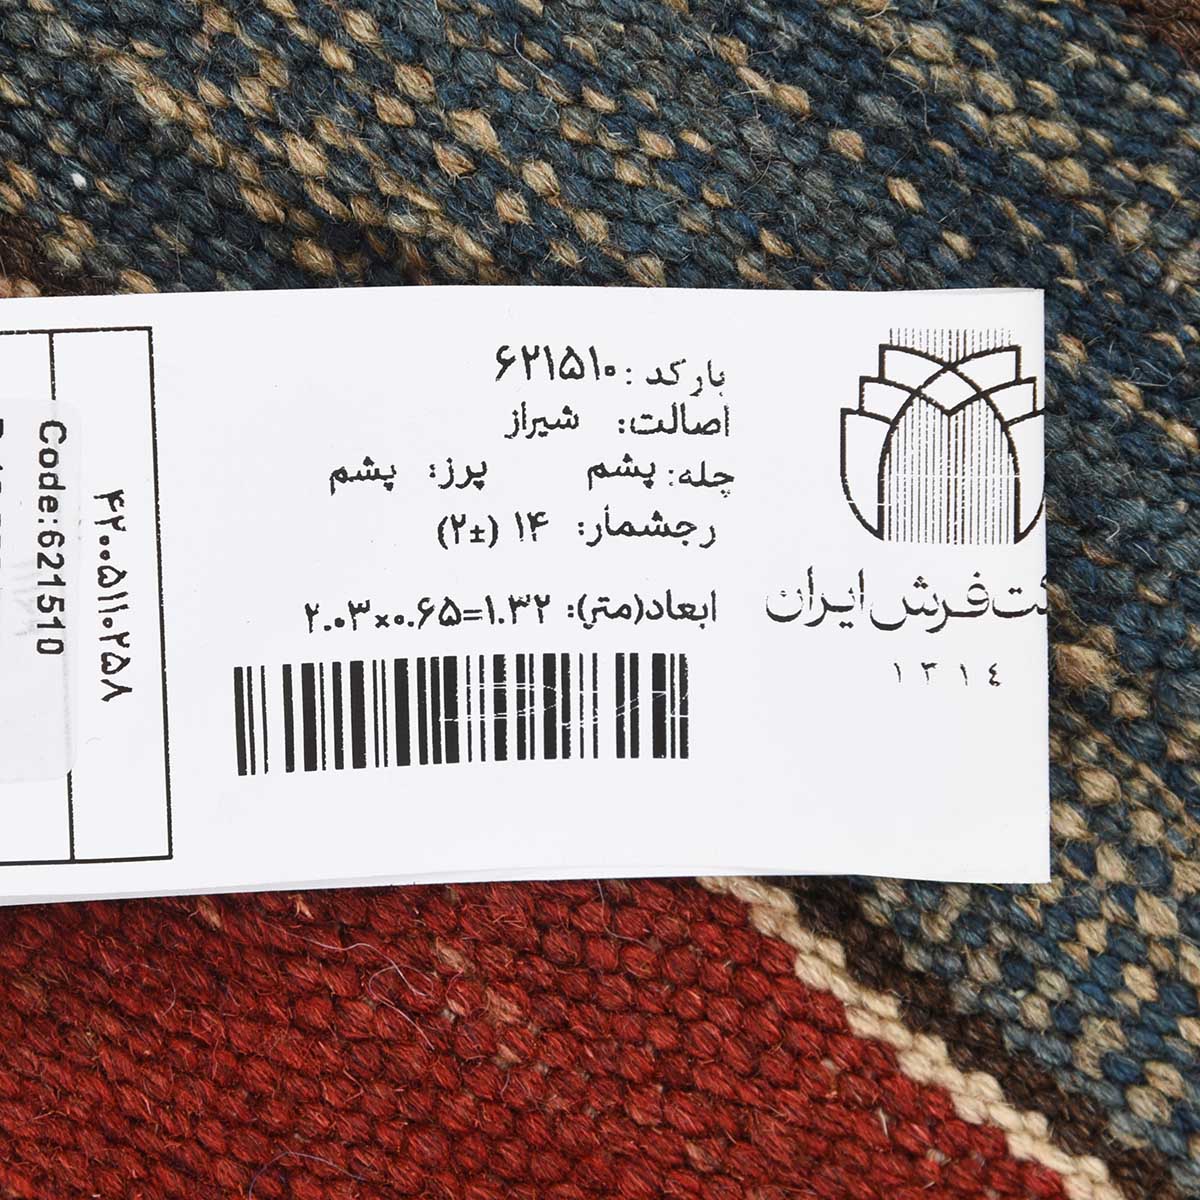 بارکد: ۶۲۱۵۱۰
اصالت: شیراز
چله: پشم پرز: پشم
رجشمار: ۱۴ (±۲)
ابعاد(متر): ۲.۰۳×۰.۶۵=۱.۳۲
فرش ایران
١٣١٤
۴۲۰۰۵۱۱۰۲۵۸
Code:621510